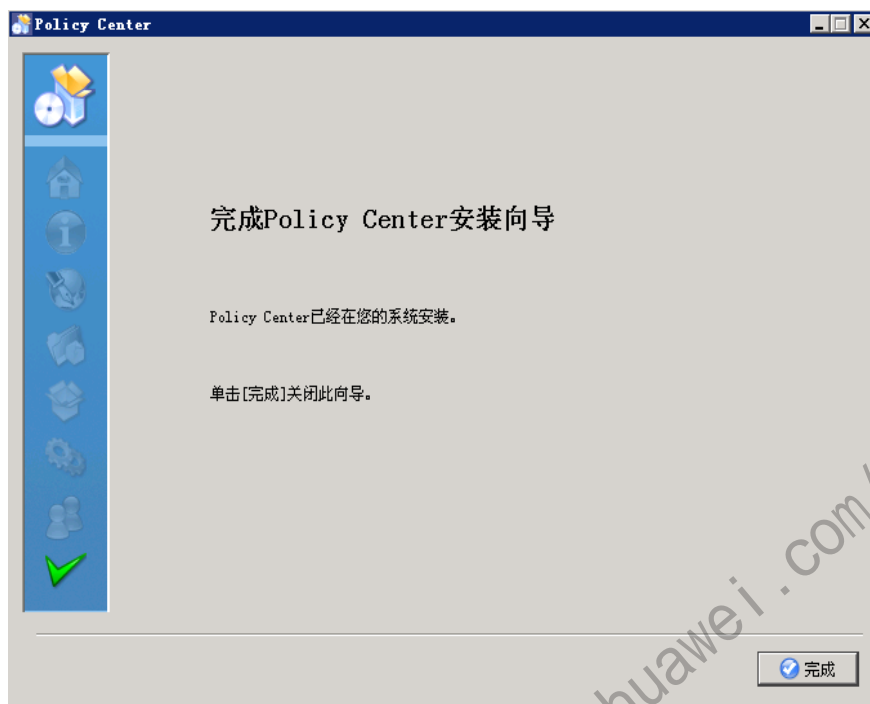 Policy Center
完成Policy Center安装向导
Policy Center已经在您的系统安装。
单击[完成]关闭此向导。
huawei.com/
完成